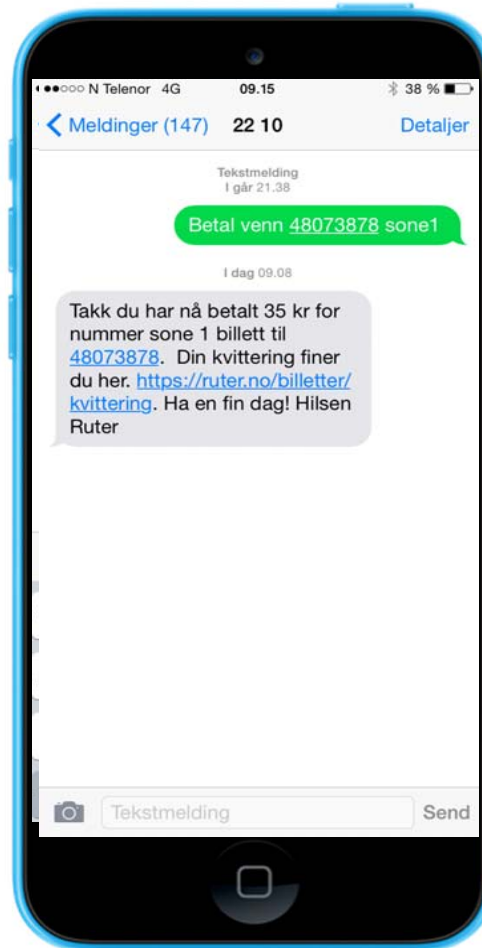 N Telenor 4G 09.15 38 %
Meldinger (147) 22 10 Detaljer
Tekstmelding
I går 21.38
Betal venn 48073878 sone1
I dag 09.08
Takk du har nå betalt 35 kr for
nummer sone 1 billett til
48073878. Din kvittering finer
du her. https://ruter.no/billetter/
kvittering. Ha en fin dag! Hilsen
Ruter
Tekstmelding Send